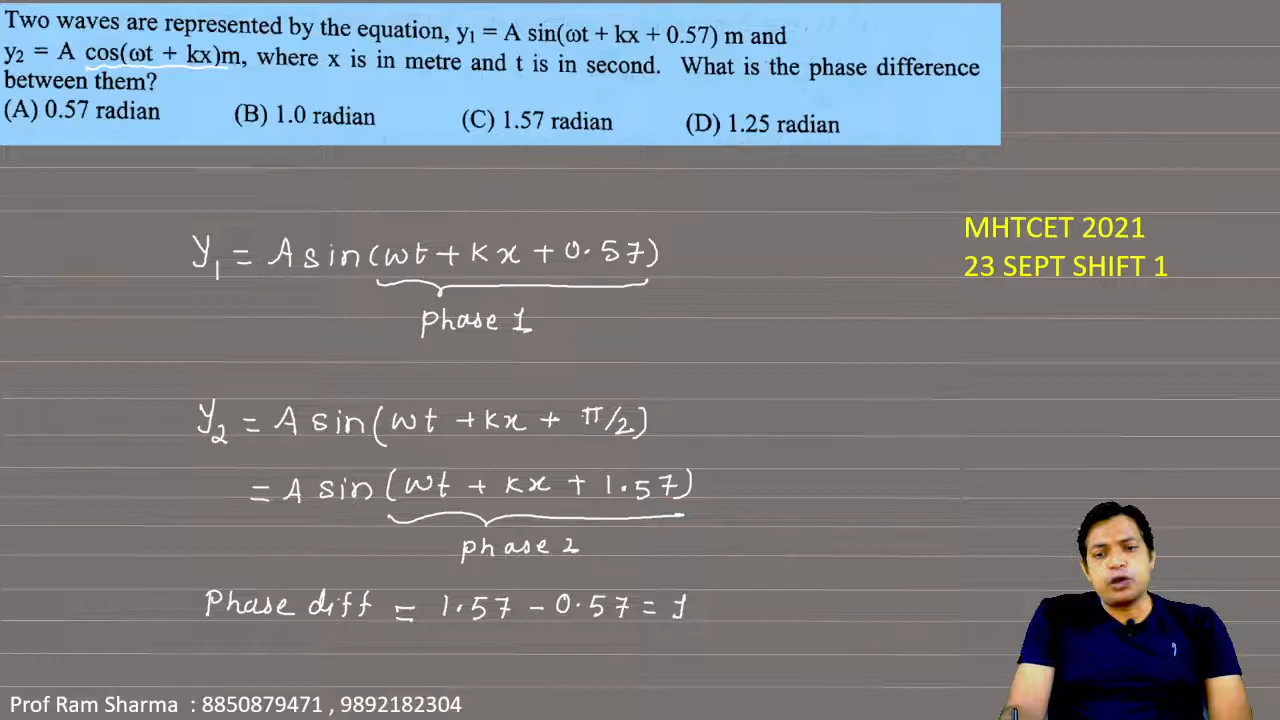 Two waves are represented by the equation, y₁ = A sin(ωt + kx + 0.57) m and
y₂ = A cos(ωt + kx)m, where x is in metre and t is in second. What is the phase difference
between them?
(A) 0.57 radian (B) 1.0 radian (C) 1.57 radian (D) 1.25 radian
MHTCET 2021
23 SEPT SHIFT 1
y₁ = A sin(ωt + kx + 0.57)
phase 1
y₂ = A sin(ωt + kx + π/2)
= A sin(ωt + kx + 1.57)
phase 2
Phase diff = 1.57 - 0.57 = 1
Prof Ram Sharma : 8850879471 , 9892182304